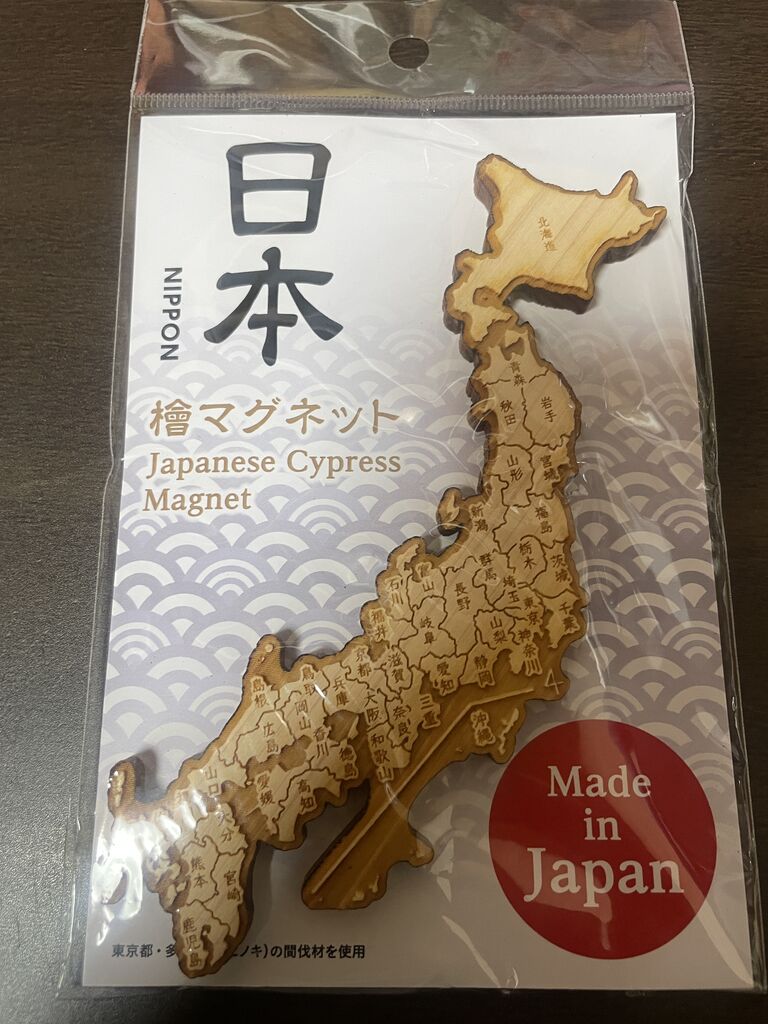 日本
NIPPON
檜マグネット
Japanese Cypress
Magnet
北海道
青森
秋田
岩手
山形
宮城
新潟
福島
群馬
栃木
茨城
石川
山
長野
埼玉
東京
千葉
福井
岐阜
山梨
神奈川
京都
滋賀
愛知
静岡
島根
鳥取
岡山
兵庫
大阪
奈良
三重
沖縄
広島
香川
徳島
和歌山
山口
愛媛
高知
大分
熊本
宮崎
鹿児島
Made
in
Japan
東京都・多
ノキ)の間伐材を使用